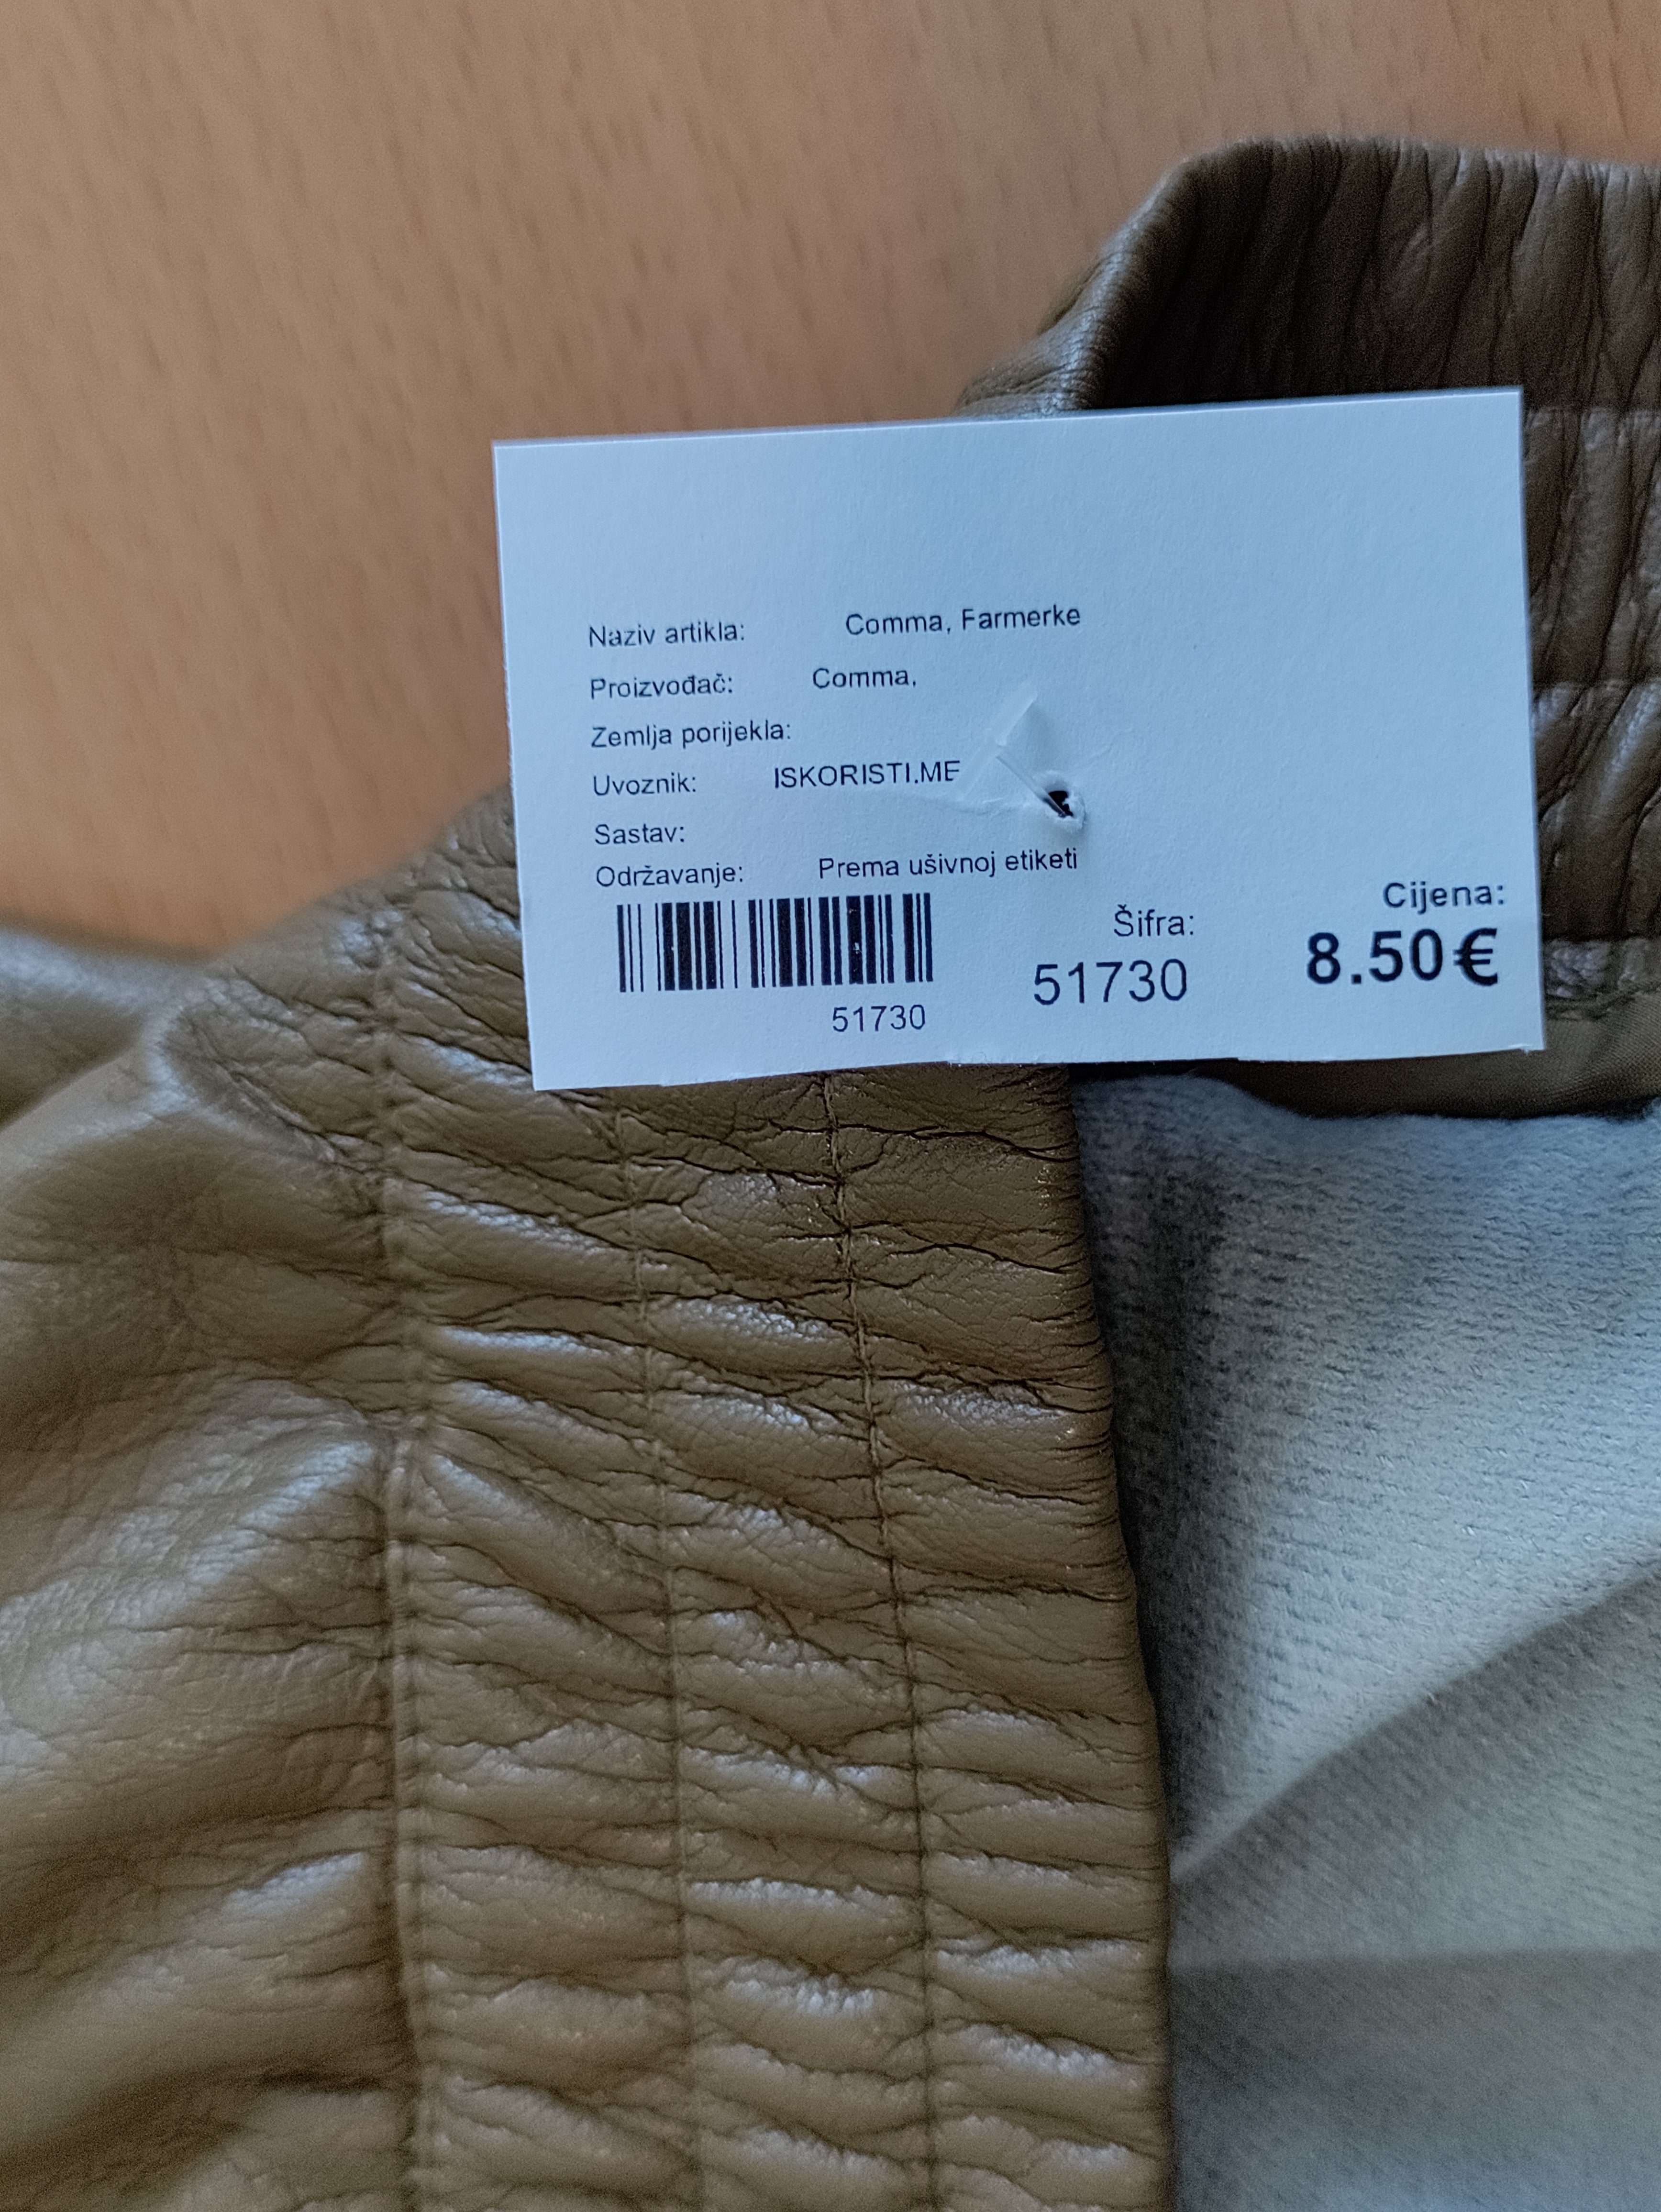 Naziv artikla: Comma, Farmerke
Proizvođač: Comma,
Zemlja porijekla:
Uvoznik: ISKORISTI.ME
Sastav:
Održavanje: Prema ušivnoj etiketi
51730
Šifra:
51730
Cijena:
8.50€